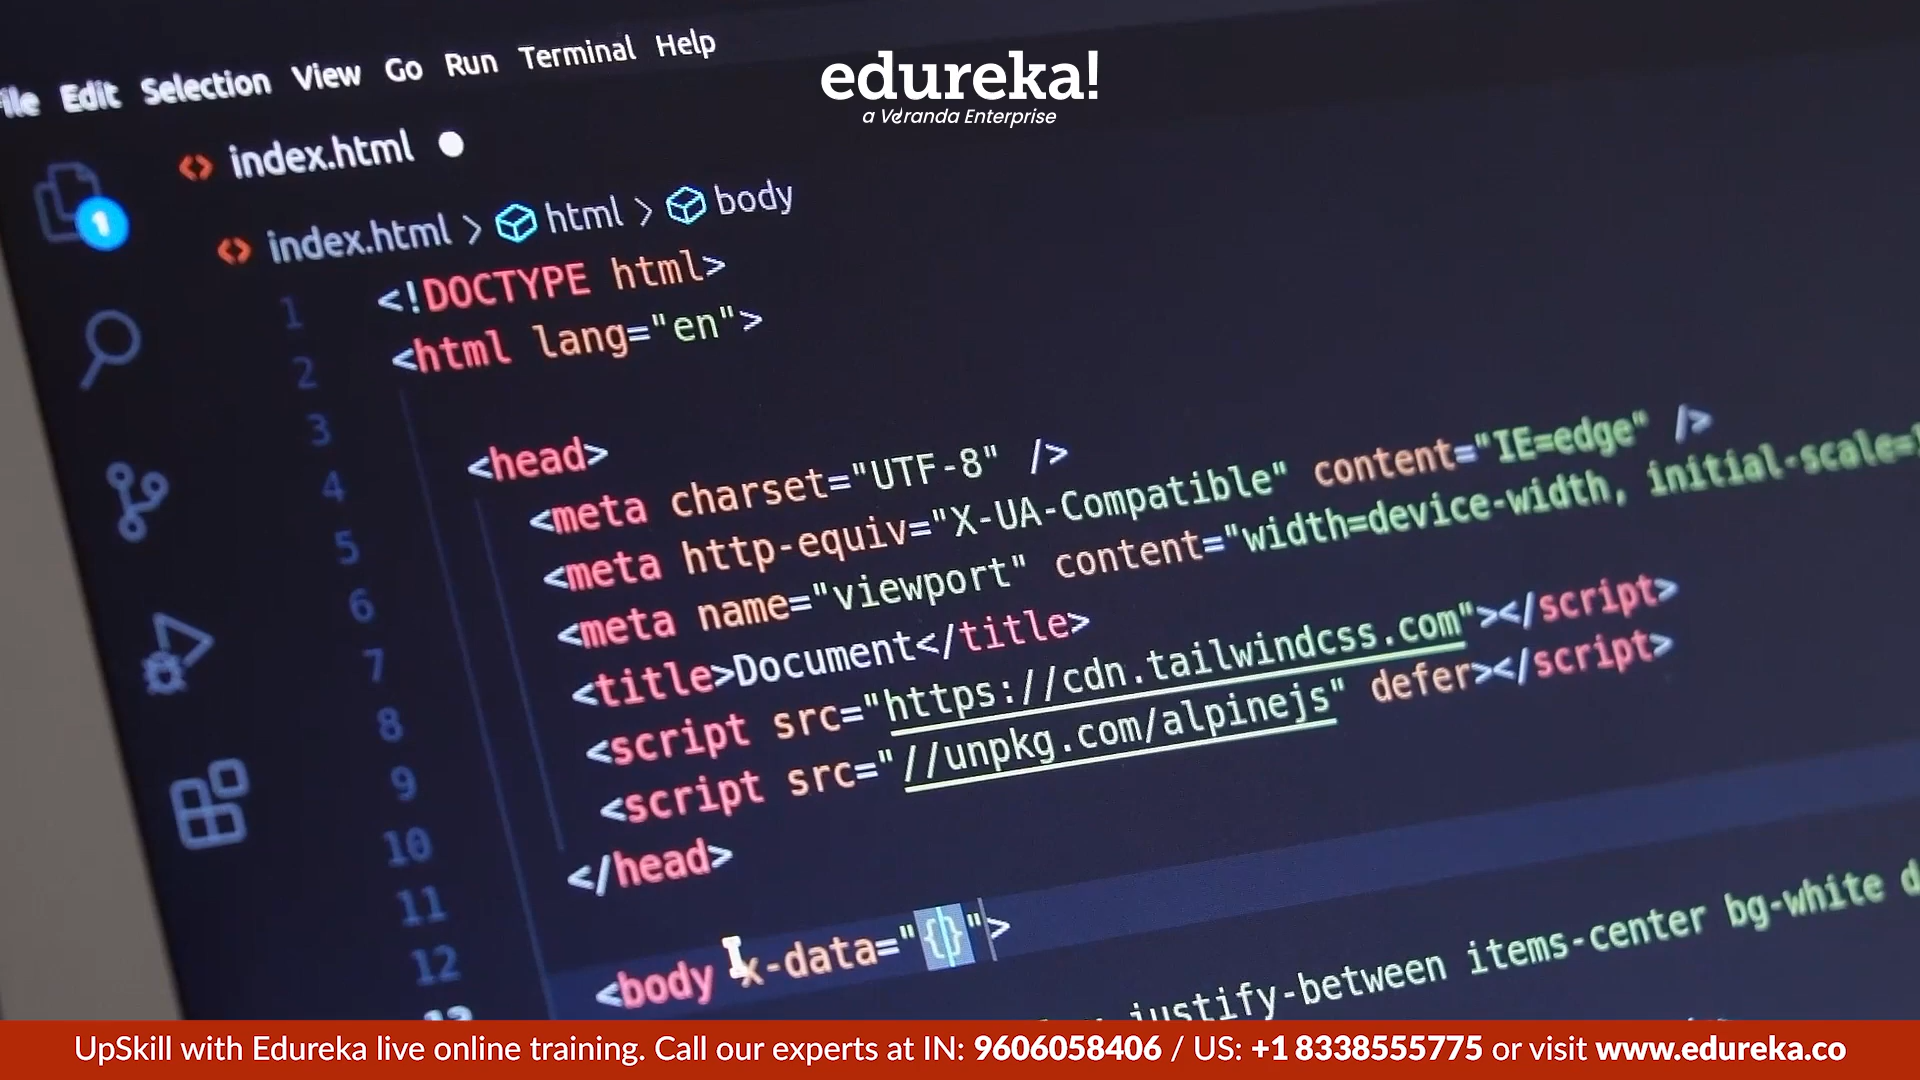 File Edit Selection View Go Run Terminal Help
edureka!
a Veranda Enterprise
index.html
1
index.html > html > body
1 <!DOCTYPE html>
2 <html lang="en">
3
4 <head>
5 <meta charset="UTF-8" />
6 <meta http-equiv="X-UA-Compatible" content="IE=edge" />
7 <meta name="viewport" content="width=device-width, initial-scale=
8 <title>Document</title>
9 <script src="https://cdn.tailwindcss.com"></script>
10 <script src="//unpkg.com/alpinejs" defer></script>
11 </head>
12
13 <body x-data="{}">
justify-between items-center bg-white
UpSkill with Edureka live online training. Call our experts at IN: 9606058406 / US: +1 8338555775 or visit www.edureka.co